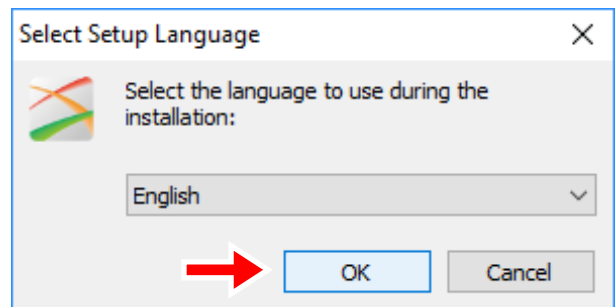 Select Setup Language
Select the language to use during the
installation:
English
OK
Cancel